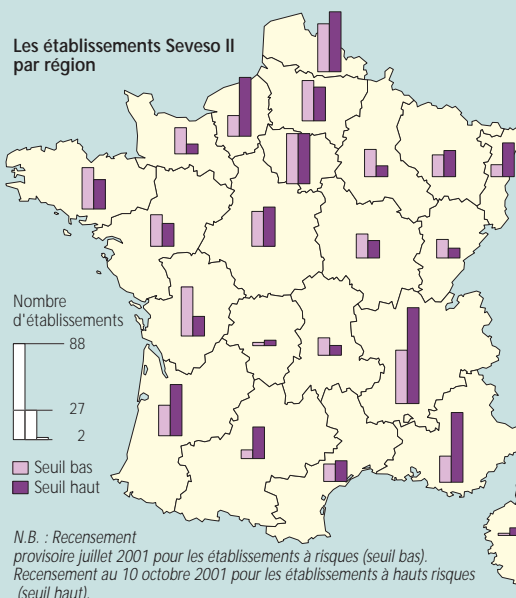 Les établissements Seveso II
par région
Nombre
d'établissements
88
27
2
Seuil bas
Seuil haut
N.B. : Recensement
provisoire juillet 2001 pour les établissements à risques (seuil bas).
Recensement au 10 octobre 2001 pour les établissements à hauts risques
(seuil haut).